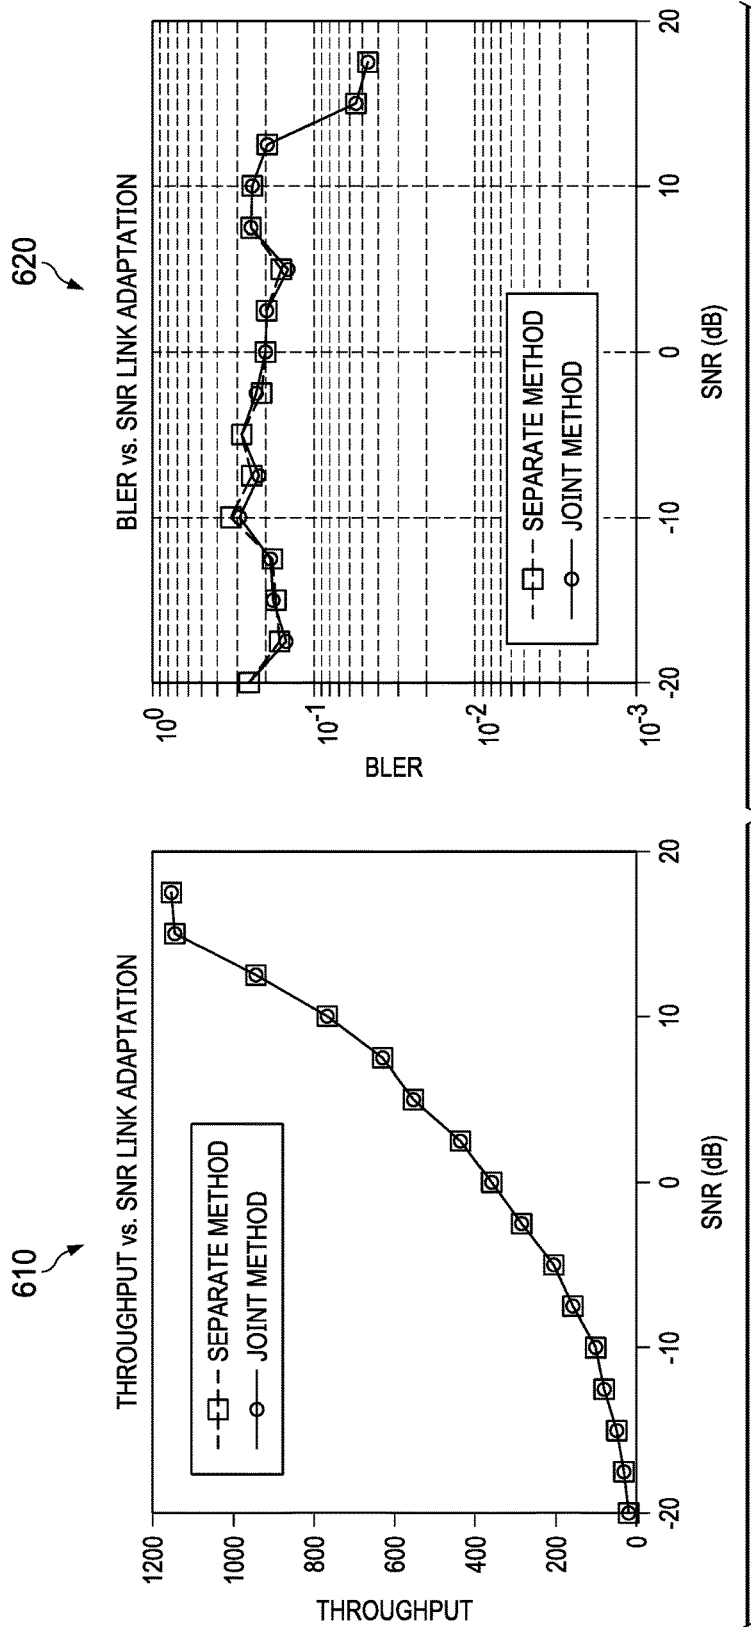 610
THROUGHPUT vs. SNR LINK ADAPTATION
1200
1000
800
600
400
200
0
THROUGHPUT
SEPARATE METHOD
JOINT METHOD
-20
-10
0
10
20
SNR (dB)
620
BLER vs. SNR LINK ADAPTATION
10⁰
10⁻¹
10⁻²
10⁻³
BLER
SEPARATE METHOD
JOINT METHOD
-20
-10
0
10
20
SNR (dB)